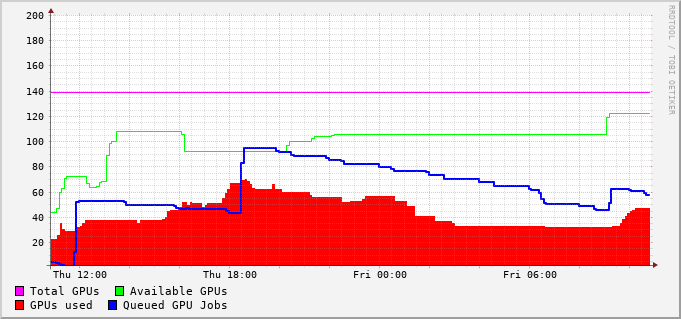 200
180
160
140
120
100
80
60
40
20
Thu 12:00 Thu 18:00 Fri 00:00 Fri 06:00
Total GPUs Available GPUs
GPUs used Queued GPU Jobs
RRDTOOL / TOBI OETIKER